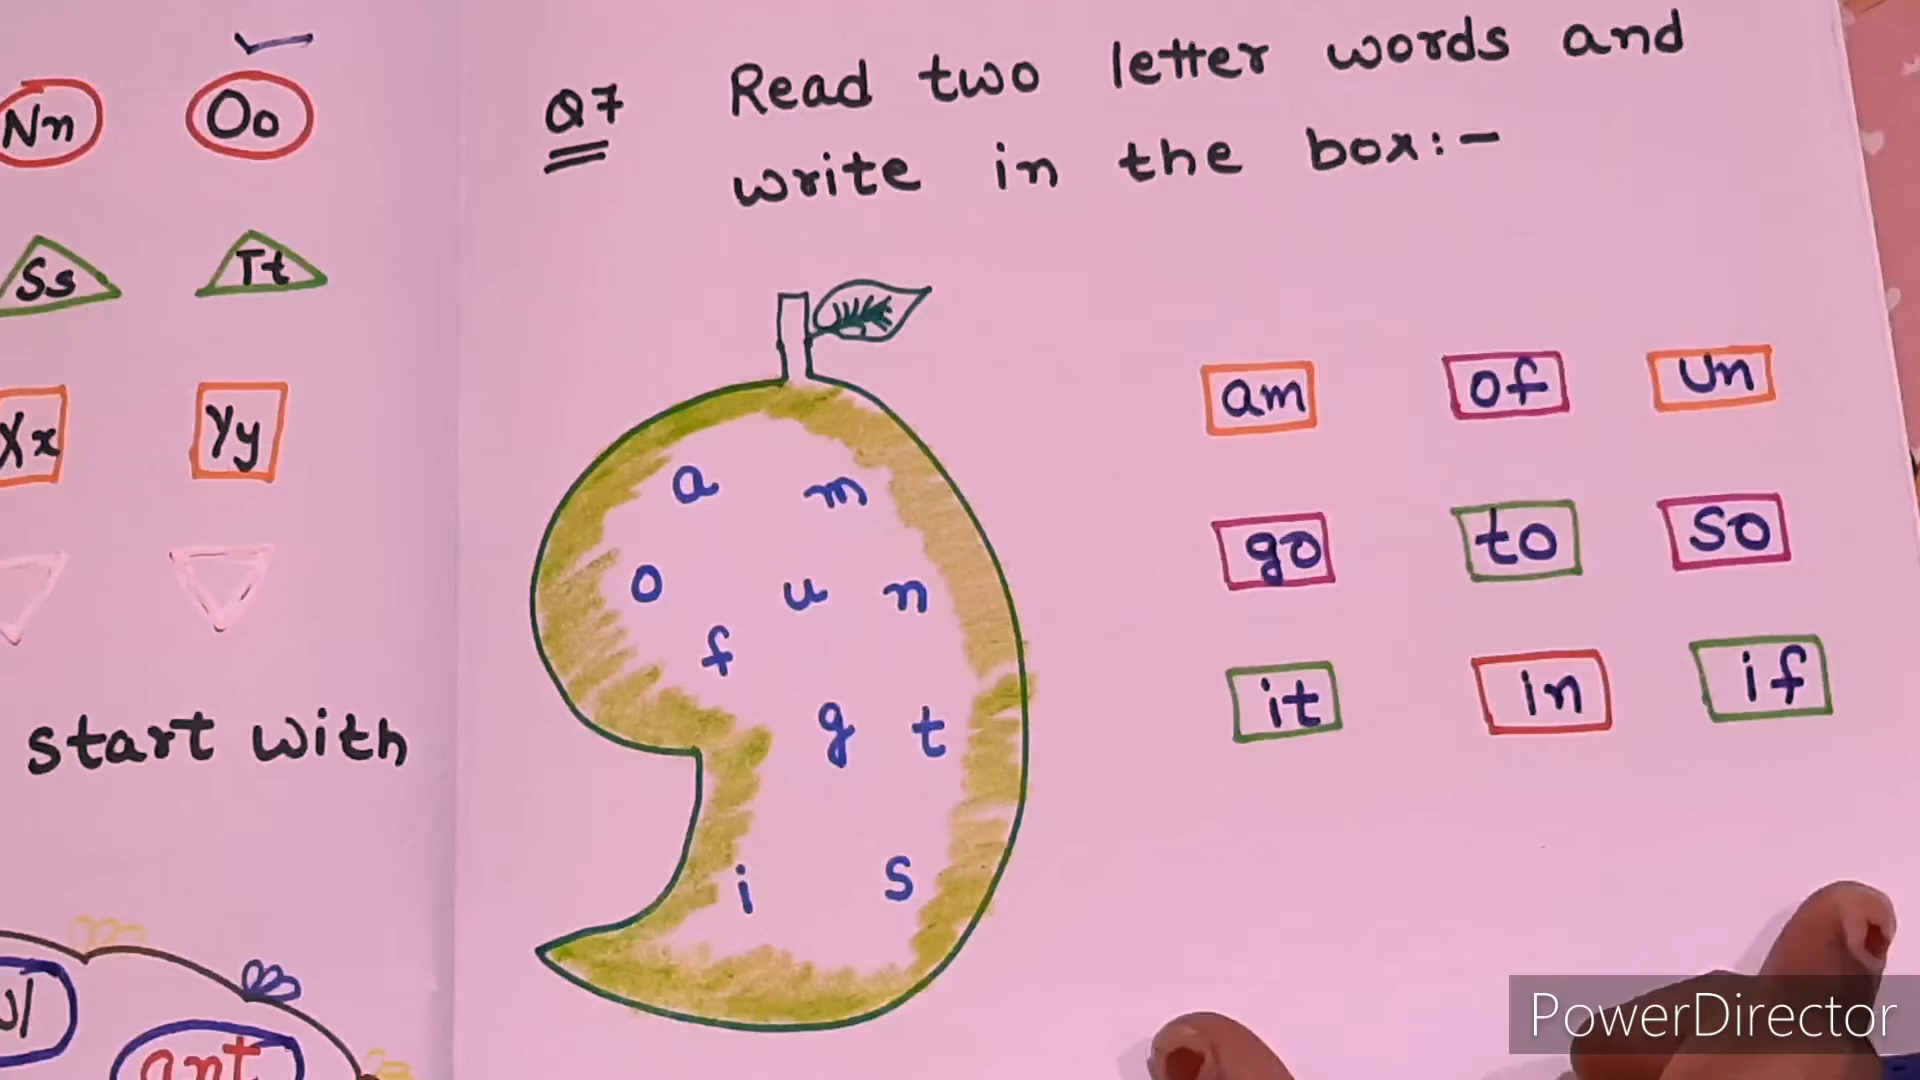 Nn Oo
Ss Tt
Xx Yy
start with
ant
Q7 Read two letter words and
write in the box:-
a m
o u n
f
g t
i s
am of un
go to so
it in if
PowerDirector